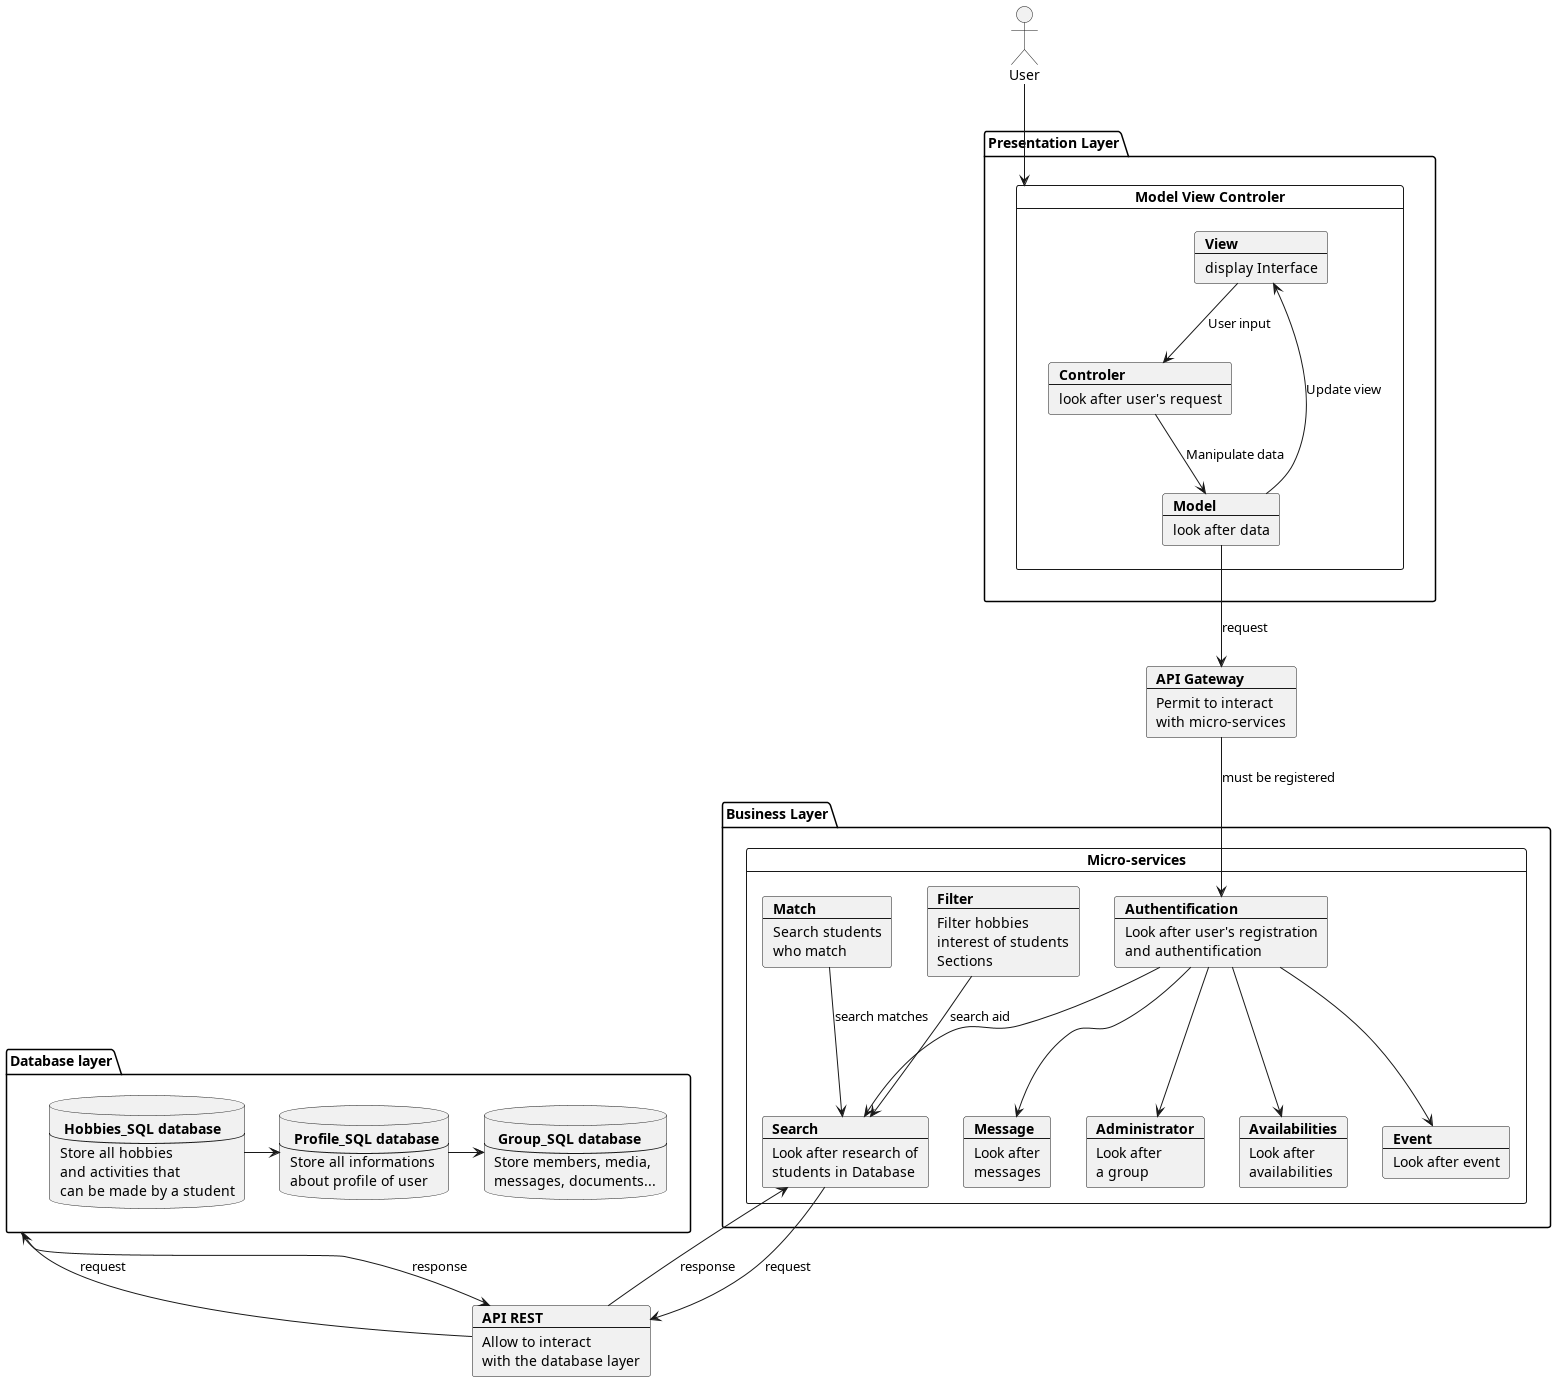 User
Presentation Layer
Model View Controler
View
display Interface
User input
Controler
look after user's request
Update view
Manipulate data
Model
look after data
request
API Gateway
Permit to interact
with micro-services
must be registered
Business Layer
Micro-services
Match
Search students
who match
Filter
Filter hobbies
interest of students
Sections
Authentification
Look after user's registration
and authentification
search matches
search aid
Database layer
Hobbies_SQL database
Store all hobbies
and activities that
can be made by a student
Profile_SQL database
Store all informations
about profile of user
Group_SQL database
Store members, media,
messages, documents...
Search
Look after research of
students in Database
Message
Look after
messages
Administrator
Look after
a group
Availabilities
Look after
availabilities
Event
Look after event
request
response
response
request
API REST
Allow to interact
with the database layer